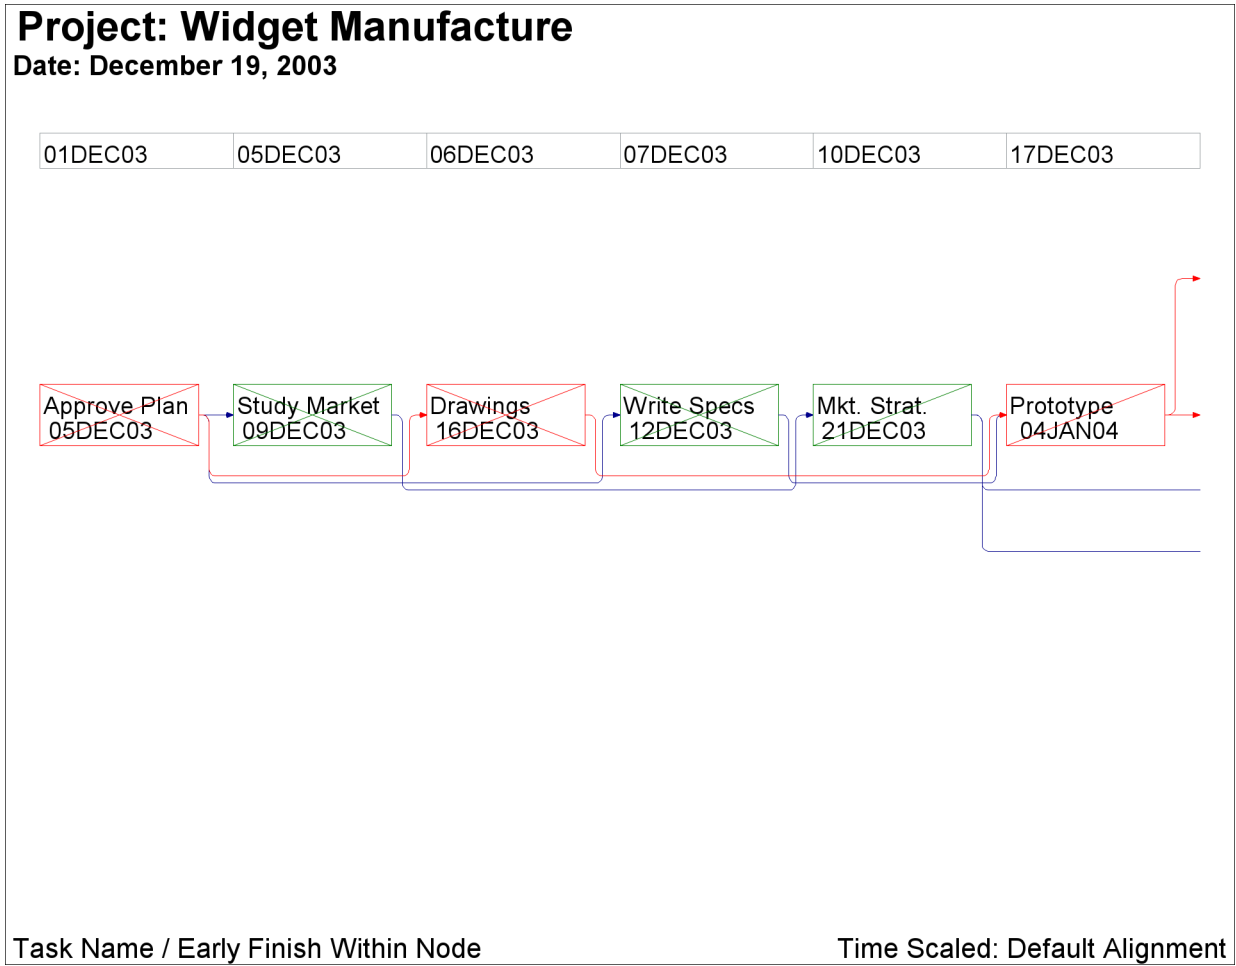 Project: Widget Manufacture
Date: December 19, 2003
01DEC03 05DEC03 06DEC03 07DEC03 10DEC03 17DEC03
Approve Plan Study Market Drawings Write Specs Mkt. Strat. Prototype
05DEC03 09DEC03 16DEC03 12DEC03 21DEC03 04JAN04
Task Name / Early Finish Within Node Time Scaled: Default Alignment